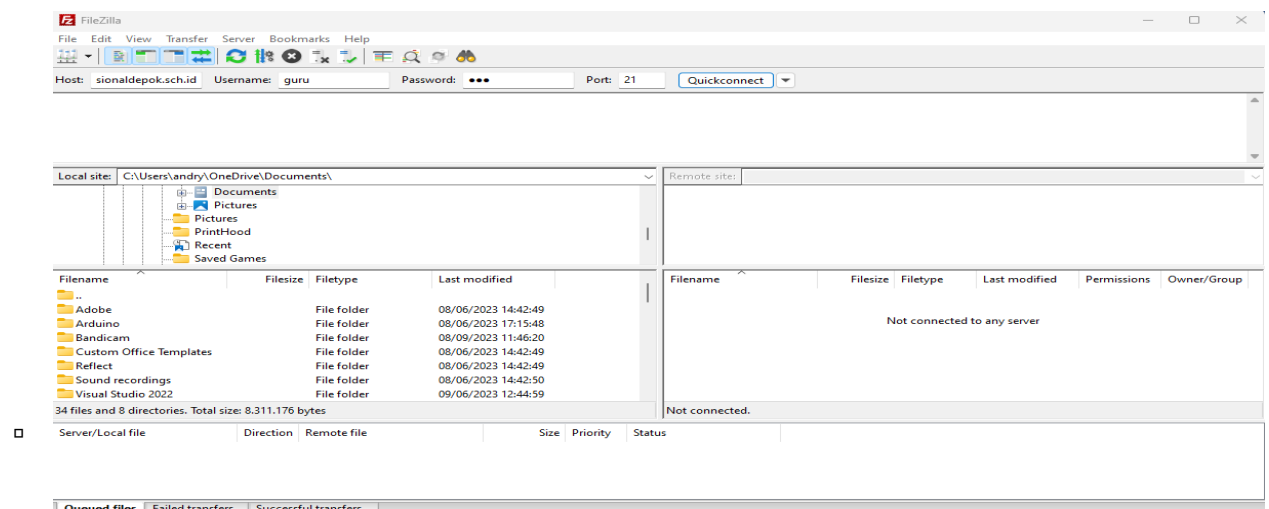 FileZilla
File Edit View Transfer Server Bookmarks Help
Host: sionaldepok.sch.id Username: guru Password: ●●● Port: 21 Quickconnect
Local site: C:\Users\andry\OneDrive\Documents\
Documents
Pictures
Pictures
PrintHood
Recent
Saved Games
Remote site:
Filename Filesize Filetype Last modified
..
Adobe File folder 08/06/2023 14:42:49
Arduino File folder 08/06/2023 17:15:48
Bandicam File folder 08/09/2023 11:46:20
Custom Office Templates File folder 08/06/2023 14:42:49
Reflect File folder 08/06/2023 14:42:49
Sound recordings File folder 08/06/2023 14:42:50
Visual Studio 2022 File folder 09/06/2023 12:44:59
34 files and 8 directories. Total size: 8.311.176 bytes
Filename Filesize Filetype Last modified Permissions Owner/Group
Not connected to any server
Not connected.
Server/Local file Direction Remote file Size Priority Status
Queued files Failed transfers Successful transfers